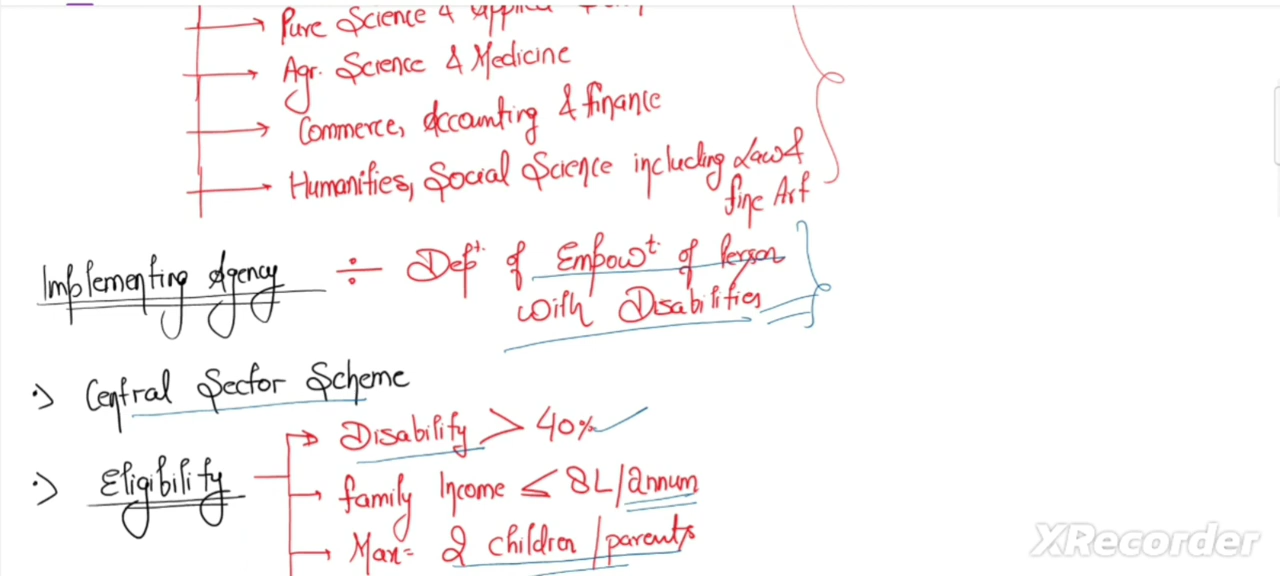 Pure Science & Applied
Agr. Science & Medicine
Commerce, Accounting & finance
Humanities, Social Science including Law &
fine Art
Implementing Agency ÷ Dept. of Empowt. of Person
with Disabilities
·> Central Sector Scheme
Disability > 40%
·> Eligibility
family Income ≤ 8L/annum
Max= 2 children/parents
XRecorder